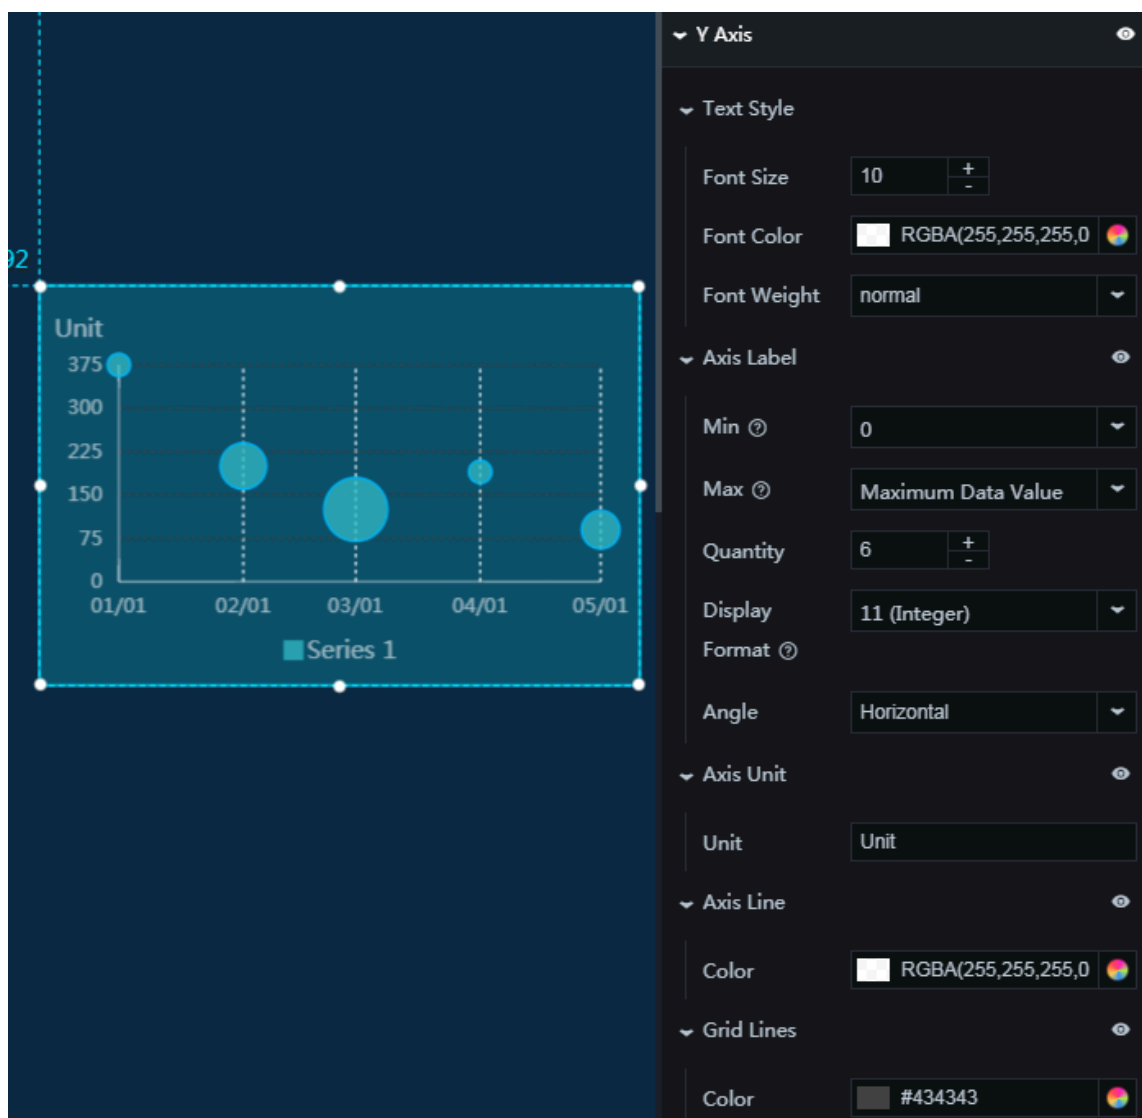 92
Unit
375
300
225
150
75
0
01/01 02/01 03/01 04/01 05/01
Series 1
Y Axis
Text Style
Font Size 10 + -
Font Color RGBA(255,255,255,0
Font Weight normal
Axis Label
Min ? 0
Max ? Maximum Data Value
Quantity 6 + -
Display 11 (Integer)
Format ?
Angle Horizontal
Axis Unit
Unit Unit
Axis Line
Color RGBA(255,255,255,0
Grid Lines
Color #434343